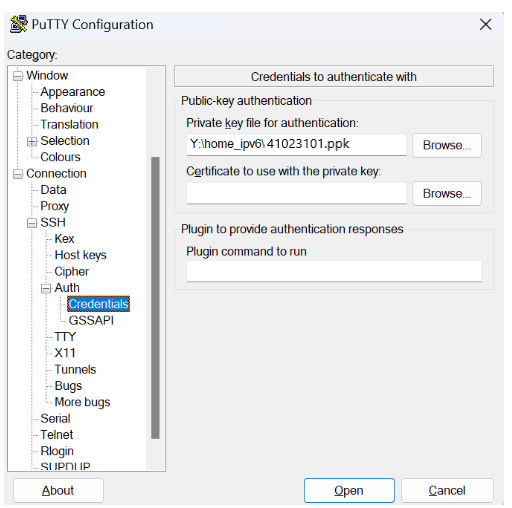 PuTTY Configuration
Category:
Window
Appearance
Behaviour
Translation
Selection
Colours
Connection
Data
Proxy
SSH
Kex
Host keys
Cipher
Auth
Credentials
GSSAPI
TTY
X11
Tunnels
Bugs
More bugs
Serial
Telnet
Rlogin
SUPDUP
Credentials to authenticate with
Public-key authentication
Private key file for authentication:
Y:\home_ipv6\41023101.ppk
Browse...
Certificate to use with the private key:
Browse...
Plugin to provide authentication responses
Plugin command to run
About
Open
Cancel